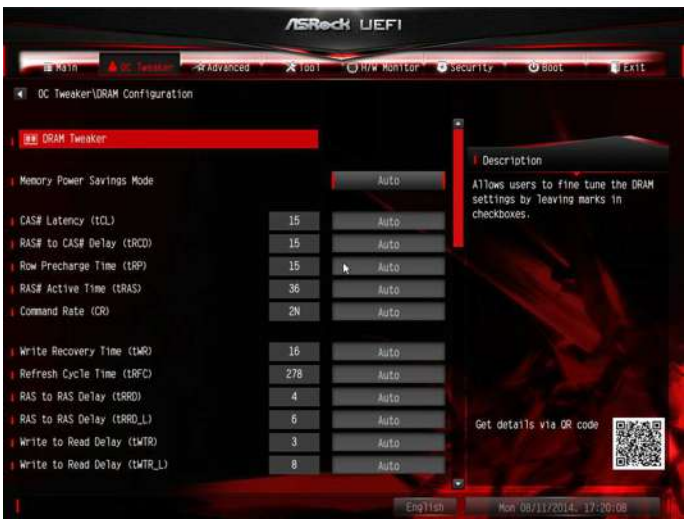 ASRock UEFI
Main OC Tweaker Advanced Tool H/W Monitor Security Boot Exit
OC Tweaker\DRAM Configuration
DRAM Tweaker
Description
Memory Power Savings Mode Auto
Allows users to fine tune the DRAM
settings by leaving marks in
checkboxes.
CAS# Latency (tCL) 15 Auto
RAS# to CAS# Delay (tRCD) 15 Auto
Row Precharge Time (tRP) 15 Auto
RAS# Active Time (tRAS) 36 Auto
Command Rate (CR) 2N Auto
Write Recovery Time (tWR) 16 Auto
Refresh Cycle Time (tRFC) 278 Auto
RAS to RAS Delay (tRRD) 4 Auto
RAS to RAS Delay (tRRD_L) 6 Auto
Write to Read Delay (tWTR) 3 Auto
Write to Read Delay (tWTR_L) 8 Auto
Get details via QR code
English Mon 08/11/2014. 17:20:08